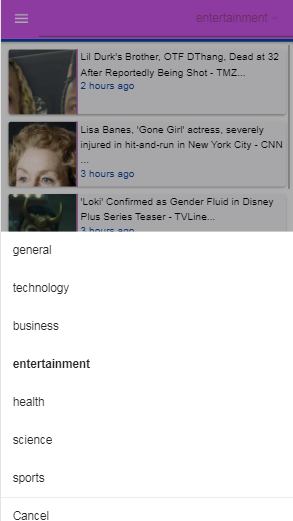 entertainment
Lil Durk's Brother, OTF DThang, Dead at 32
After Reportedly Being Shot - TMZ...
2 hours ago
Lisa Banes, 'Gone Girl' actress, severely
injured in hit-and-run in New York City - CNN
...
3 hours ago
'Loki' Confirmed as Gender Fluid in Disney
Plus Series Teaser - TVLine...
3 hours ago
general
technology
business
entertainment
health
science
sports
Cancel